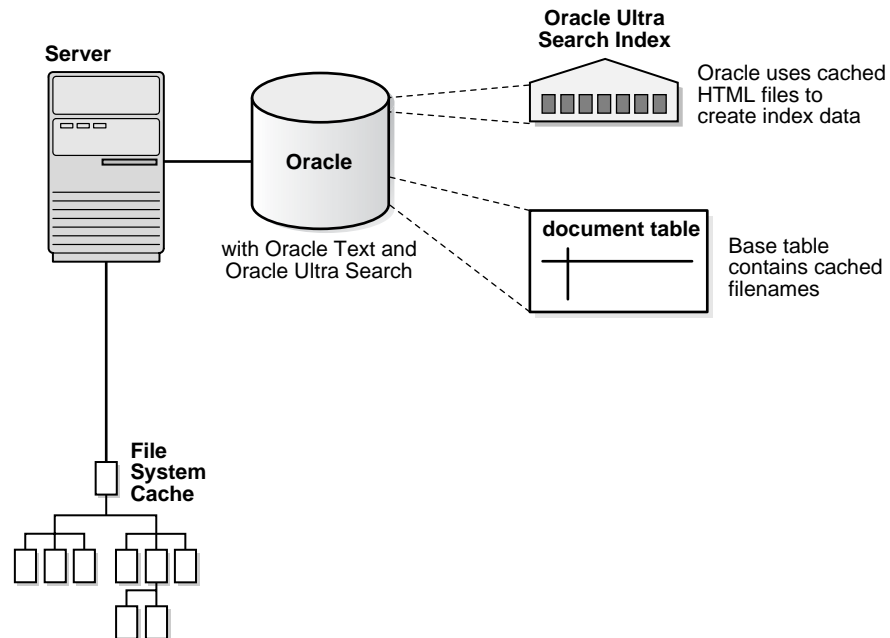 Oracle Ultra
Search Index
Server
Oracle uses cached
HTML files to
create index data
Oracle
with Oracle Text and
Oracle Ultra Search
document table
Base table
contains cached
filenames
File
System
Cache